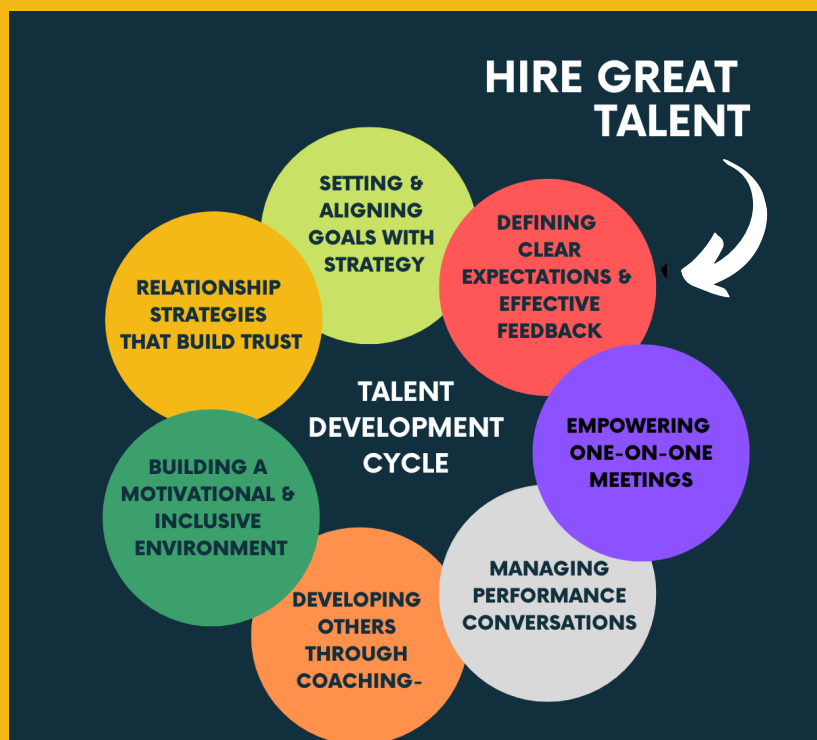 HIRE GREAT
TALENT
SETTING &
ALIGNING
GOALS WITH
STRATEGY
DEFINING
CLEAR
EXPECTATIONS &
EFFECTIVE
FEEDBACK
RELATIONSHIP
STRATEGIES
THAT BUILD TRUST
TALENT
DEVELOPMENT
CYCLE
EMPOWERING
ONE-ON-ONE
MEETINGS
BUILDING A
MOTIVATIONAL &
INCLUSIVE
ENVIRONMENT
MANAGING
PERFORMANCE
CONVERSATIONS
DEVELOPING
OTHERS
THROUGH
COACHING-